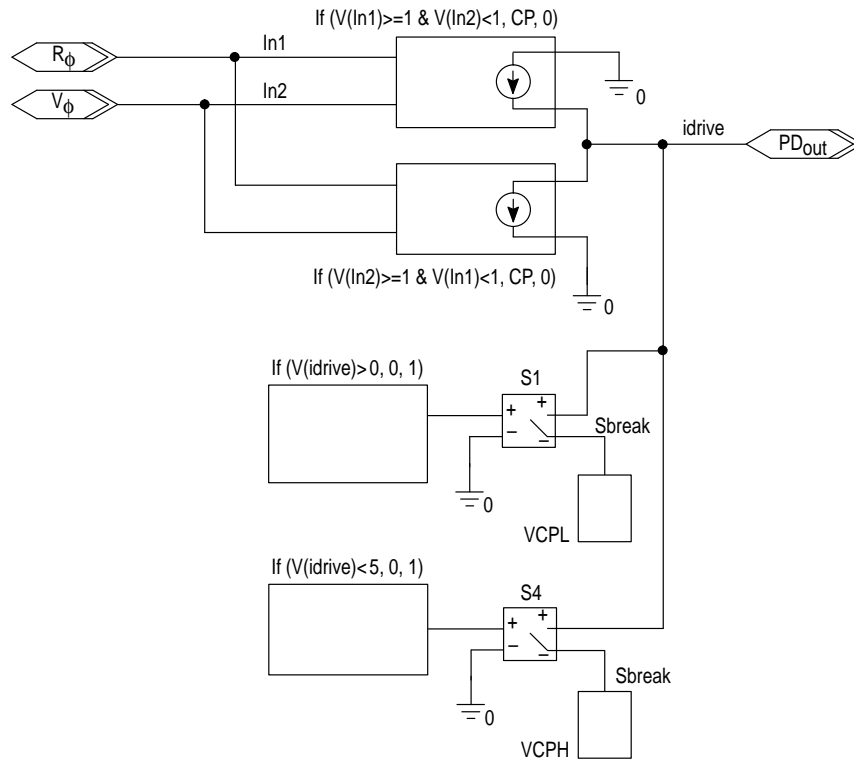 If (V(In1)>=1 & V(In2)<1, CP, 0)
Rϕ
In1
Vϕ
In2
0
idrive
PDout
If (V(In2)>=1 & V(In1)<1, CP, 0)
0
If (V(idrive)>0, 0, 1)
S1
+ +
– –
Sbreak
0
VCPL
If (V(idrive)<5, 0, 1)
S4
+ +
– –
Sbreak
0
VCPH